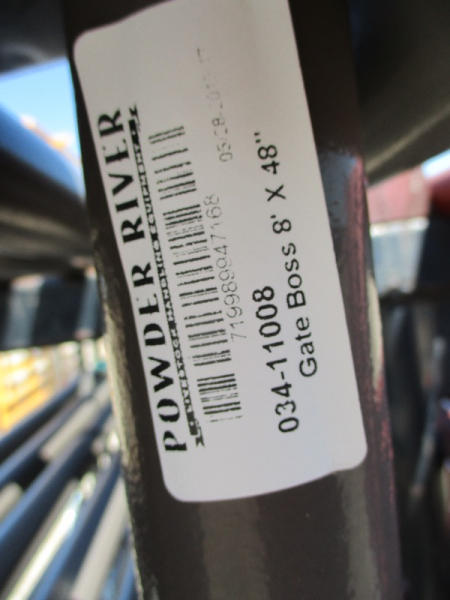 POWDER RIVER
LIVESTOCK HANDLING EQUIPMENT
719989947168
034-11008
Gate Boss 8' X 48"